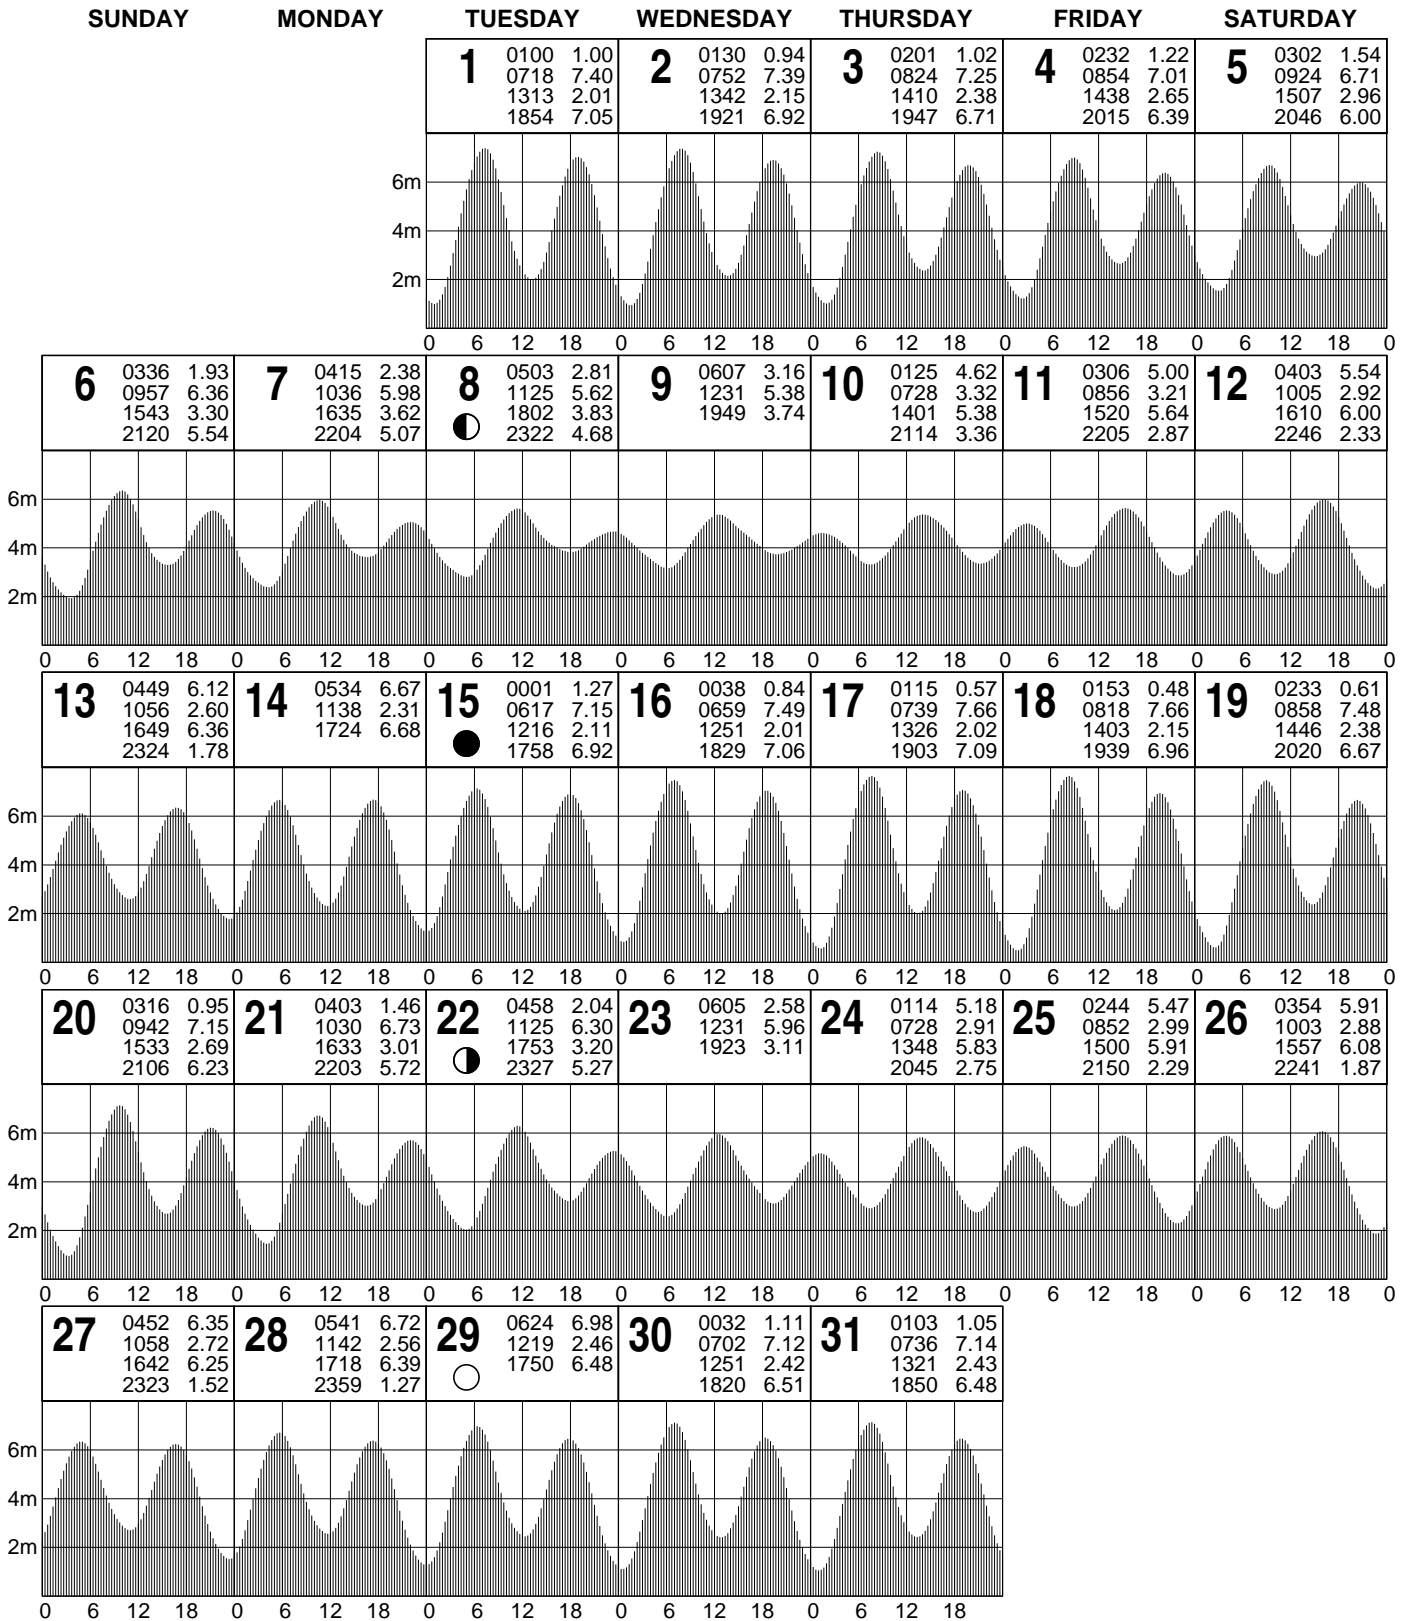 SUNDAY MONDAY TUESDAY WEDNESDAY THURSDAY FRIDAY SATURDAY
1 0100 1.00 2 0130 0.94 3 0201 1.02 4 0232 1.22 5 0302 1.54
0718 7.40 0752 7.39 0824 7.25 0854 7.01 0924 6.71
1313 2.01 1342 2.15 1410 2.38 1438 2.65 1507 2.96
1854 7.05 1921 6.92 1947 6.71 2015 6.39 2046 6.00
6m
4m
2m
0 6 12 18 0 6 12 18 0 6 12 18 0 6 12 18 0 6 12 18 0
6 0336 1.93 7 0415 2.38 8 0503 2.81 9 0607 3.16 10 0125 4.62 11 0306 5.00 12 0403 5.54
0957 6.36 1036 5.98 1125 5.62 1231 5.38 0728 3.32 0856 3.21 1005 2.92
1543 3.30 1635 3.62 1802 3.83 1949 3.74 1401 5.38 1520 5.64 1610 6.00
2120 5.54 2204 5.07 2322 4.68 2114 3.36 2205 2.87 2246 2.33
6m
4m
2m
0 6 12 18 0 6 12 18 0 6 12 18 0 6 12 18 0 6 12 18 0 6 12 18 0 6 12 18 0
13 0449 6.12 14 0534 6.67 15 0001 1.27 16 0038 0.84 17 0115 0.57 18 0153 0.48 19 0233 0.61
1056 2.60 1138 2.31 0617 7.15 0659 7.49 0739 7.66 0818 7.66 0858 7.48
1649 6.36 1724 6.68 1216 2.11 1251 2.01 1326 2.02 1403 2.15 1446 2.38
2324 1.78 1758 6.92 1829 7.06 1903 7.09 1939 6.96 2020 6.67
6m
4m
2m
0 6 12 18 0 6 12 18 0 6 12 18 0 6 12 18 0 6 12 18 0 6 12 18 0 6 12 18 0
20 0316 0.95 21 0403 1.46 22 0458 2.04 23 0605 2.58 24 0114 5.18 25 0244 5.47 26 0354 5.91
0942 7.15 1030 6.73 1125 6.30 1231 5.96 0728 2.91 0852 2.99 1003 2.88
1533 2.69 1633 3.01 1753 3.20 1923 3.11 1348 5.83 1500 5.91 1557 6.08
2106 6.23 2203 5.72 2327 5.27 2045 2.75 2150 2.29 2241 1.87
6m
4m
2m
0 6 12 18 0 6 12 18 0 6 12 18 0 6 12 18 0 6 12 18 0 6 12 18 0 6 12 18 0
27 0452 6.35 28 0541 6.72 29 0624 6.98 30 0032 1.11 31 0103 1.05
1058 2.72 1142 2.56 1219 2.46 0702 7.12 0736 7.14
1642 6.25 1718 6.39 1750 6.48 1251 2.42 1321 2.43
2323 1.52 2359 1.27 1820 6.51 1850 6.48
6m
4m
2m
0 6 12 18 0 6 12 18 0 6 12 18 0 6 12 18 0 6 12 18